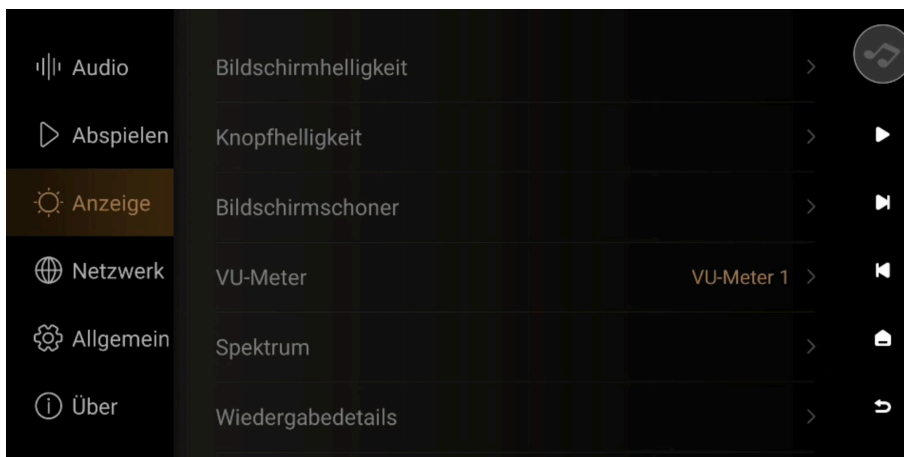 Audio
Abspielen
Anzeige
Netzwerk
Allgemein
Über
Bildschirmhelligkeit
Knopfhelligkeit
Bildschirmschoner
VU-Meter VU-Meter 1
Spektrum
Wiedergabedetails